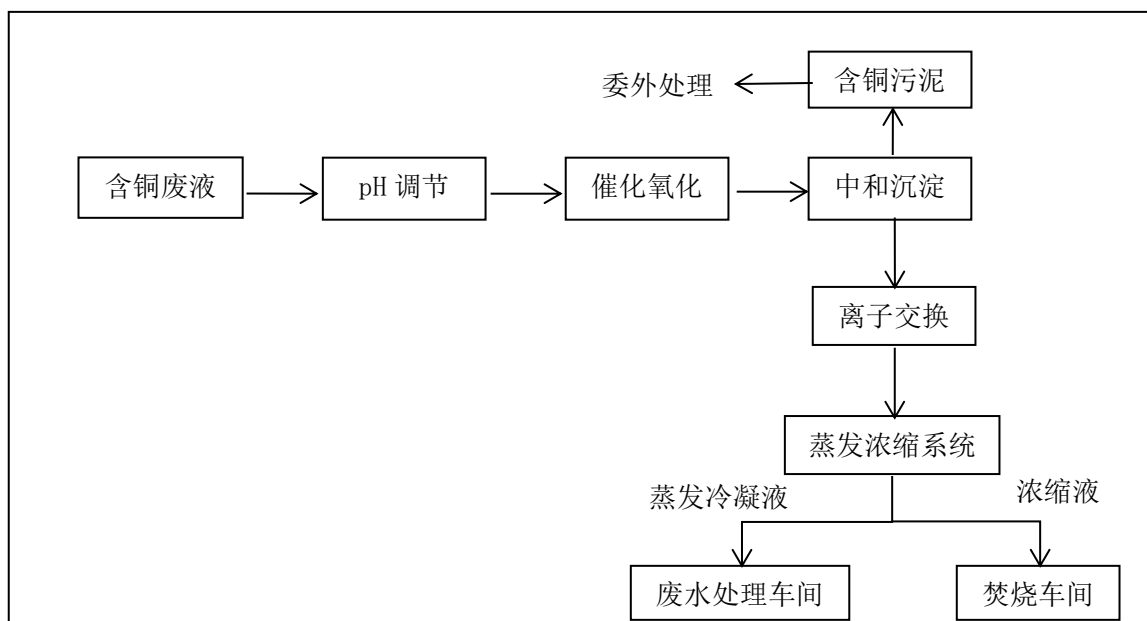 委外处理
含铜污泥
含铜废液
pH 调节
催化氧化
中和沉淀
离子交换
蒸发浓缩系统
蒸发冷凝液
浓缩液
废水处理车间
焚烧车间